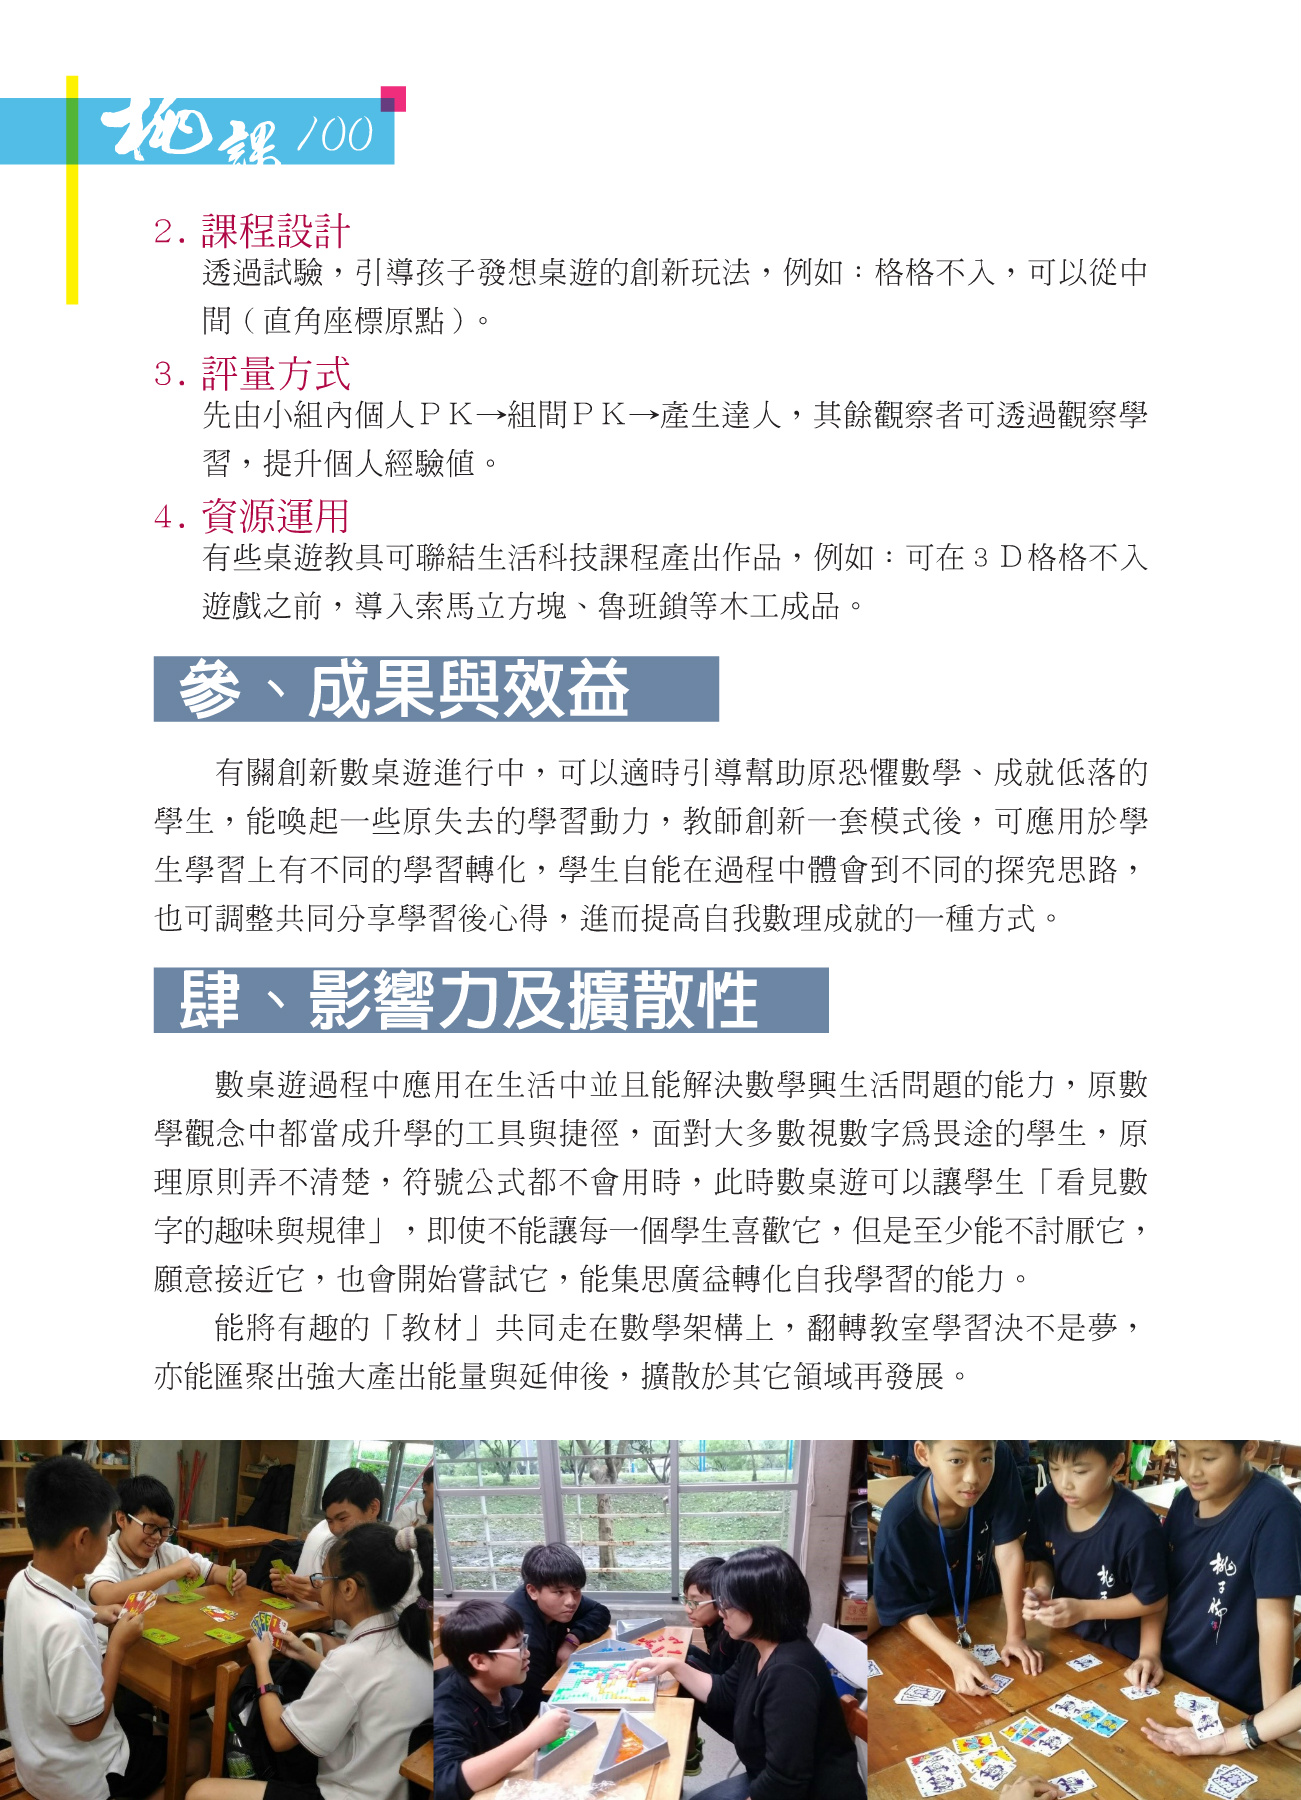 桃課100
2. 課程設計
透過試驗，引導孩子發想桌遊的創新玩法，例如：格格不入，可以從中
間（直角座標原點）。
3. 評量方式
先由小組內個人ＰＫ→組間ＰＫ→產生達人，其餘觀察者可透過觀察學
習，提升個人經驗值。
4. 資源運用
有些桌遊教具可聯結生活科技課程產出作品，例如：可在３Ｄ格格不入
遊戲之前，導入索馬立方塊、魯班鎖等木工成品。
參、成果與效益
有關創新數桌遊進行中，可以適時引導幫助原恐懼數學、成就低落的
學生，能喚起一些原失去的學習動力，教師創新一套模式後，可應用於學
生學習上有不同的學習轉化，學生自能在過程中體會到不同的探究思路，
也可調整共同分享學習後心得，進而提高自我數理成就的一種方式。
肆、影響力及擴散性
數桌遊過程中應用在生活中並且能解決數學興生活問題的能力，原數
學觀念中都當成升學的工具與捷徑，面對大多數視數字為畏途的學生，原
理原則弄不清楚，符號公式都不會用時，此時數桌遊可以讓學生「看見數
字的趣味與規律」，即使不能讓每一個學生喜歡它，但是至少能不討厭它，
願意接近它，也會開始嘗試它，能集思廣益轉化自我學習的能力。
能將有趣的「教材」共同走在數學架構上，翻轉教室學習決不是夢，
亦能匯聚出強大產出能量與延伸後，擴散於其它領域再發展。
桃子腳